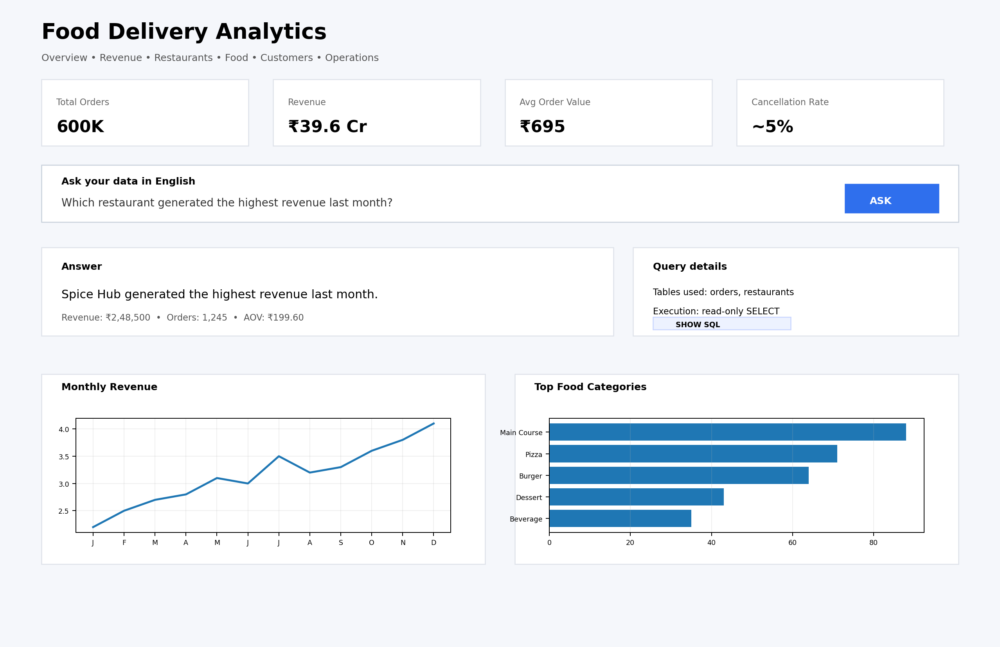 Food Delivery Analytics
Overview • Revenue • Restaurants • Food • Customers • Operations
Total Orders
600K
Revenue
₹39.6 Cr
Avg Order Value
₹695
Cancellation Rate
~5%
Ask your data in English
Which restaurant generated the highest revenue last month?
ASK
Answer
Spice Hub generated the highest revenue last month.
Revenue: ₹2,48,500 • Orders: 1,245 • AOV: ₹199.60
Query details
Tables used: orders, restaurants
Execution: read-only SELECT
SHOW SQL
Monthly Revenue
4.0
3.5
3.0
2.5
J F M A M J J A S O N D
Top Food Categories
Main Course
Pizza
Burger
Dessert
Beverage
0 20 40 60 80